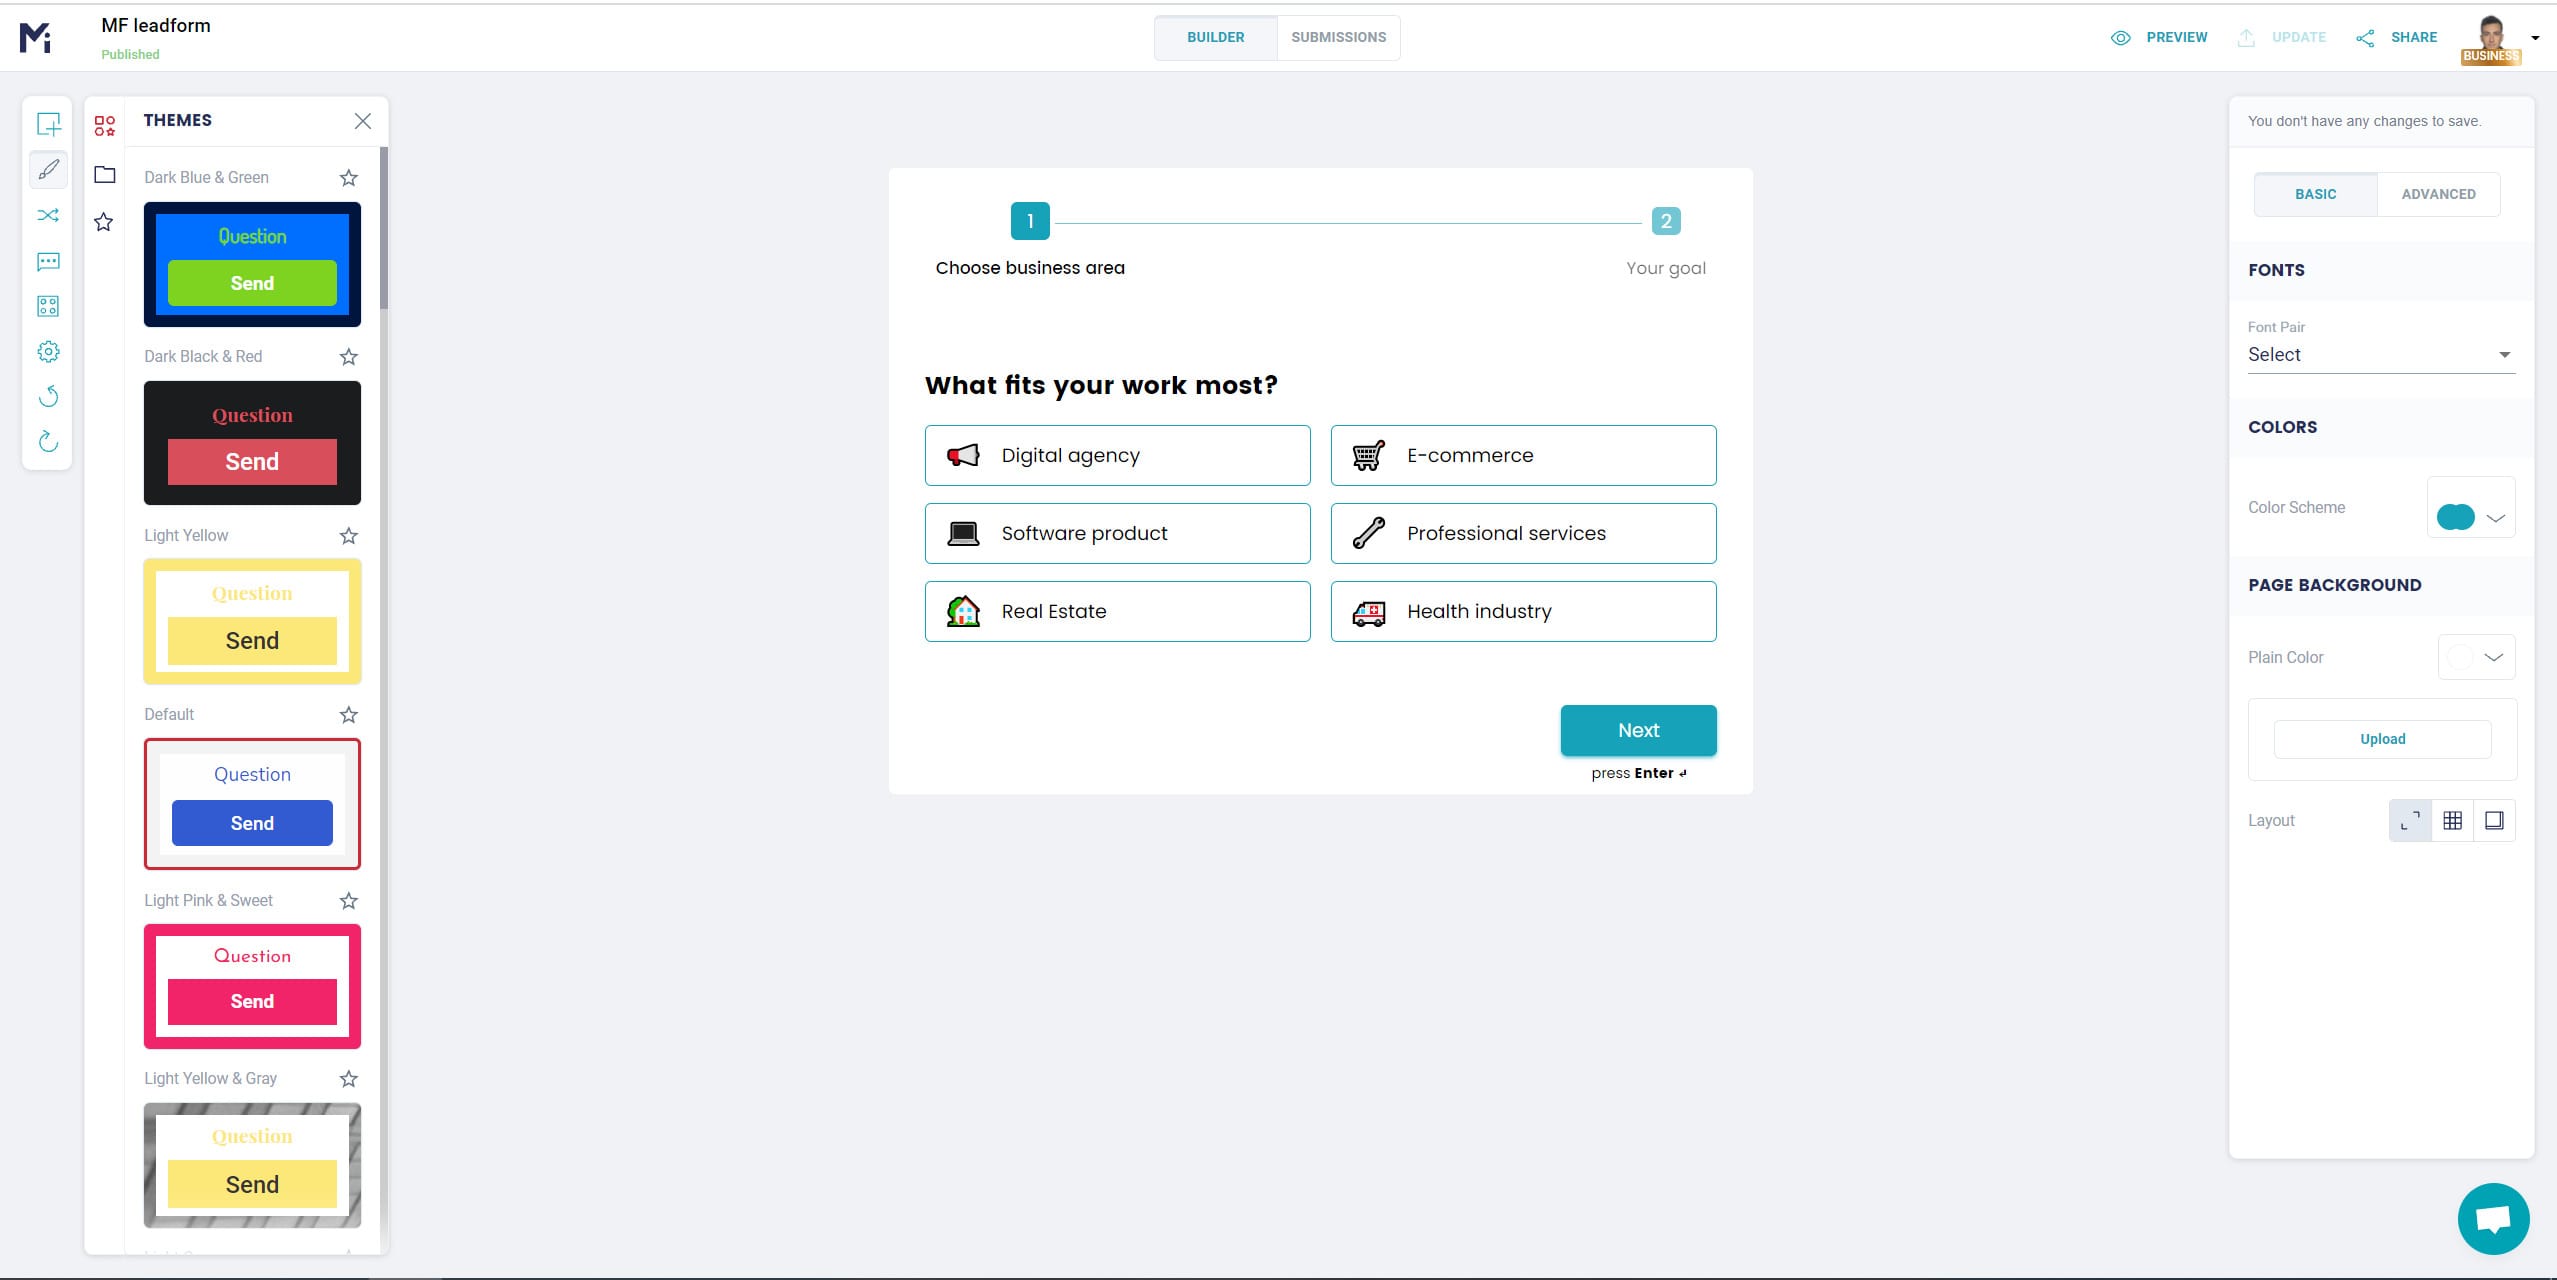 MF leadform
Published
BUILDER
SUBMISSIONS
PREVIEW
UPDATE
SHARE
BUSINESS
THEMES
Dark Blue & Green
Question
Send
Dark Black & Red
Question
Send
Light Yellow
Question
Send
Default
Question
Send
Light Pink & Sweet
Question
Send
Light Yellow & Gray
Question
Send
1
2
Choose business area
Your goal
What fits your work most?
Digital agency
E-commerce
Software product
Professional services
Real Estate
Health industry
Next
press Enter ↵
You don't have any changes to save.
BASIC
ADVANCED
FONTS
Font Pair
Select
COLORS
Color Scheme
PAGE BACKGROUND
Plain Color
Upload
Layout